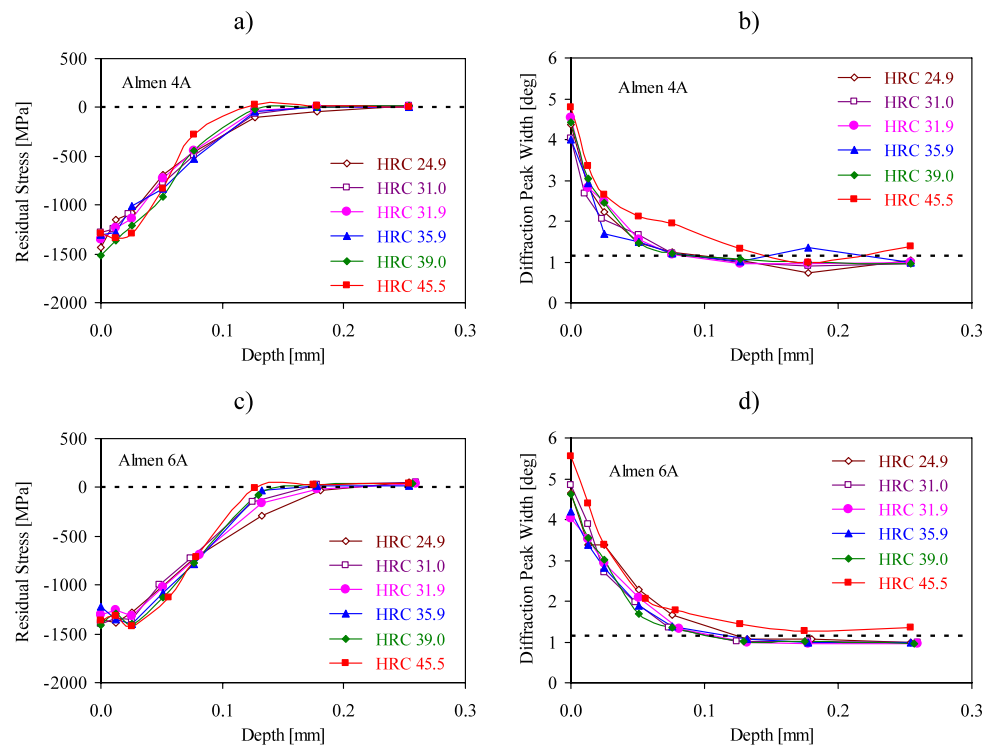 a)
500
0
-500
-1000
-1500
-2000
Residual Stress [MPa]
Almen 4A
HRC 24.9
HRC 31.0
HRC 31.9
HRC 35.9
HRC 39.0
HRC 45.5
0.0 0.1 0.2 0.3
Depth [mm]
b)
6
5
4
3
2
1
0
Diffraction Peak Width [deg]
Almen 4A
HRC 24.9
HRC 31.0
HRC 31.9
HRC 35.9
HRC 39.0
HRC 45.5
0.0 0.1 0.2 0.3
Depth [mm]
c)
500
0
-500
-1000
-1500
-2000
Residual Stress [MPa]
Almen 6A
HRC 24.9
HRC 31.0
HRC 31.9
HRC 35.9
HRC 39.0
HRC 45.5
0.0 0.1 0.2 0.3
Depth [mm]
d)
6
5
4
3
2
1
0
Diffraction Peak Width [deg]
Almen 6A
HRC 24.9
HRC 31.0
HRC 31.9
HRC 35.9
HRC 39.0
HRC 45.5
0.0 0.1 0.2 0.3
Depth [mm]